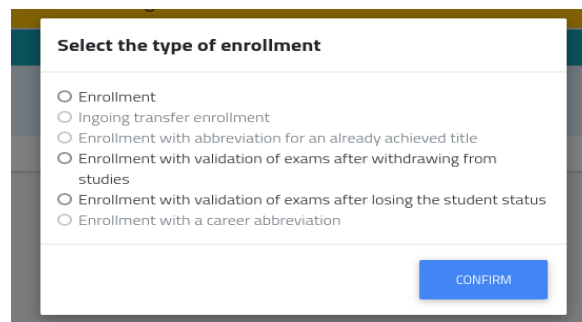 Select the type of enrollment
Enrollment
Ingoing transfer enrollment
Enrollment with abbreviation for an already achieved title
Enrollment with validation of exams after withdrawing from
studies
Enrollment with validation of exams after losing the student status
Enrollment with a career abbreviation
CONFIRM